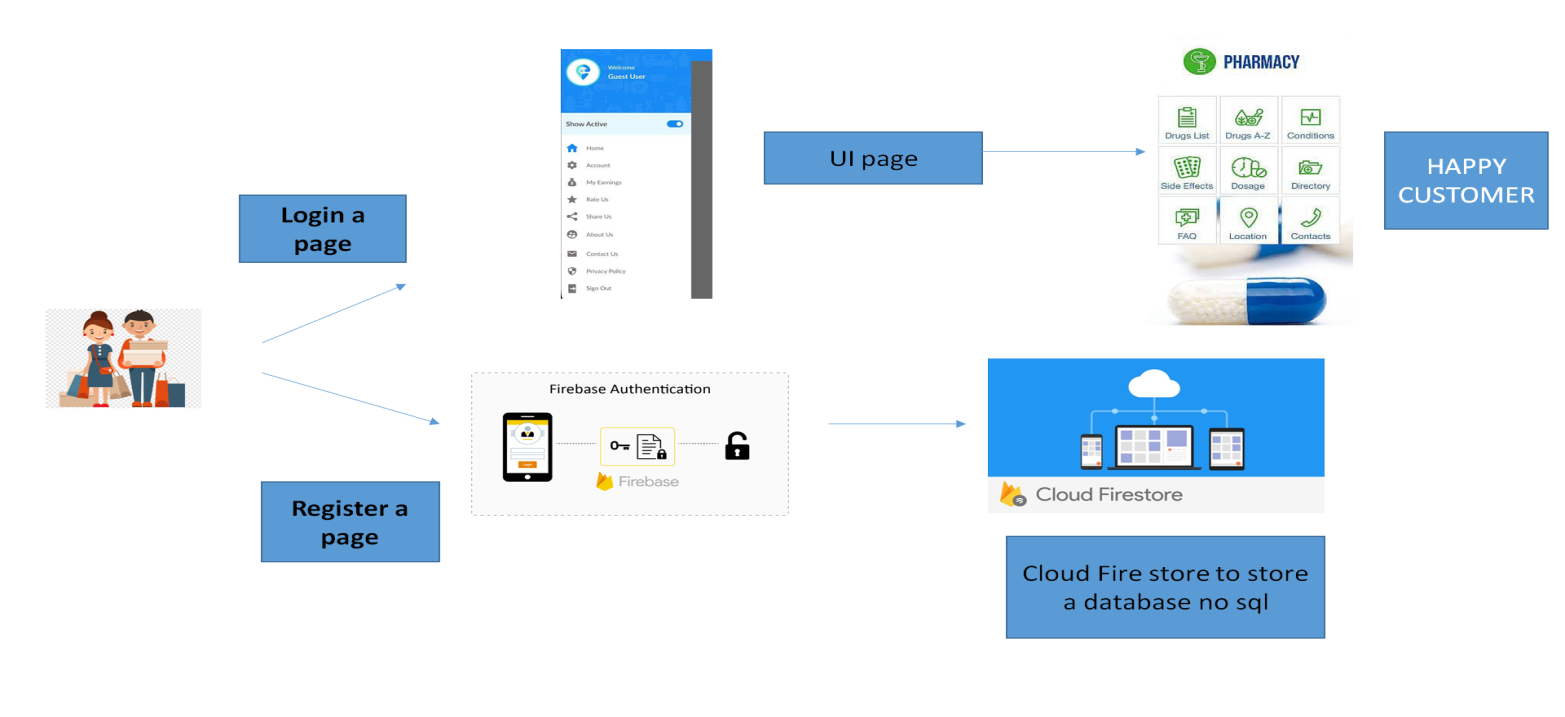 Welcome
Guest User
Show Active
Home
Account
My Earnings
Rate Us
Share Us
About Us
Contact Us
Privacy Policy
Sign Out
Login a
page
UI page
PHARMACY
Drugs List Drugs A-Z Conditions
Side Effects Dosage Directory
FAQ Location Contacts
HAPPY
CUSTOMER
Firebase Authentication
Login
Firebase
Register a
page
Cloud Firestore
Cloud Fire store to store
a database no sql